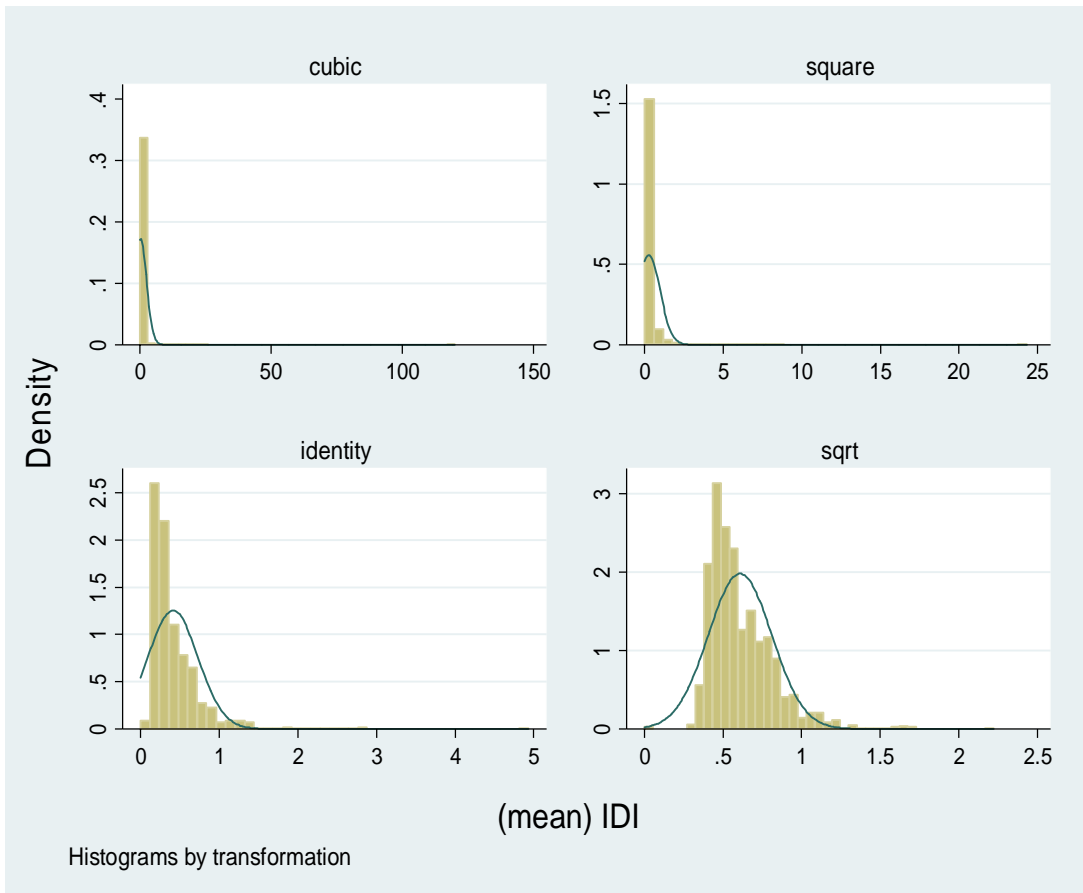 cubic
0 .1 .2 .3 .4
0 50 100 150
square
0 .5 1 1.5
0 5 10 15 20 25
identity
0 .5 1 1.5 2 2.5
0 1 2 3 4 5
sqrt
0 1 2 3
0 .5 1 1.5 2 2.5
Density
(mean) IDI
Histograms by transformation